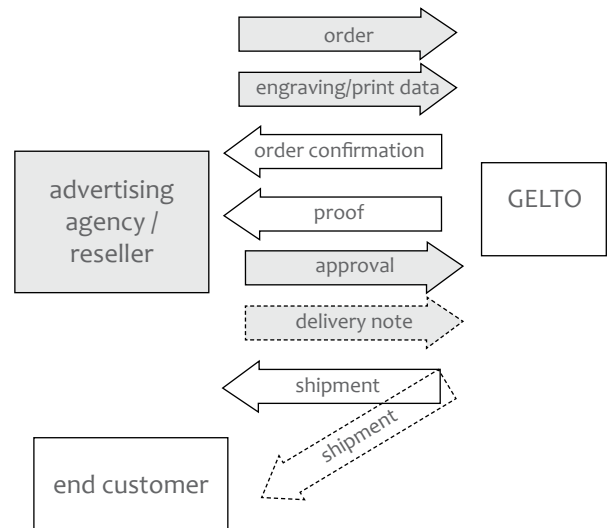 order
engraving/print data
order confirmation
advertising
agency /
reseller
GELTO
proof
approval
delivery note
shipment
shipment
end customer